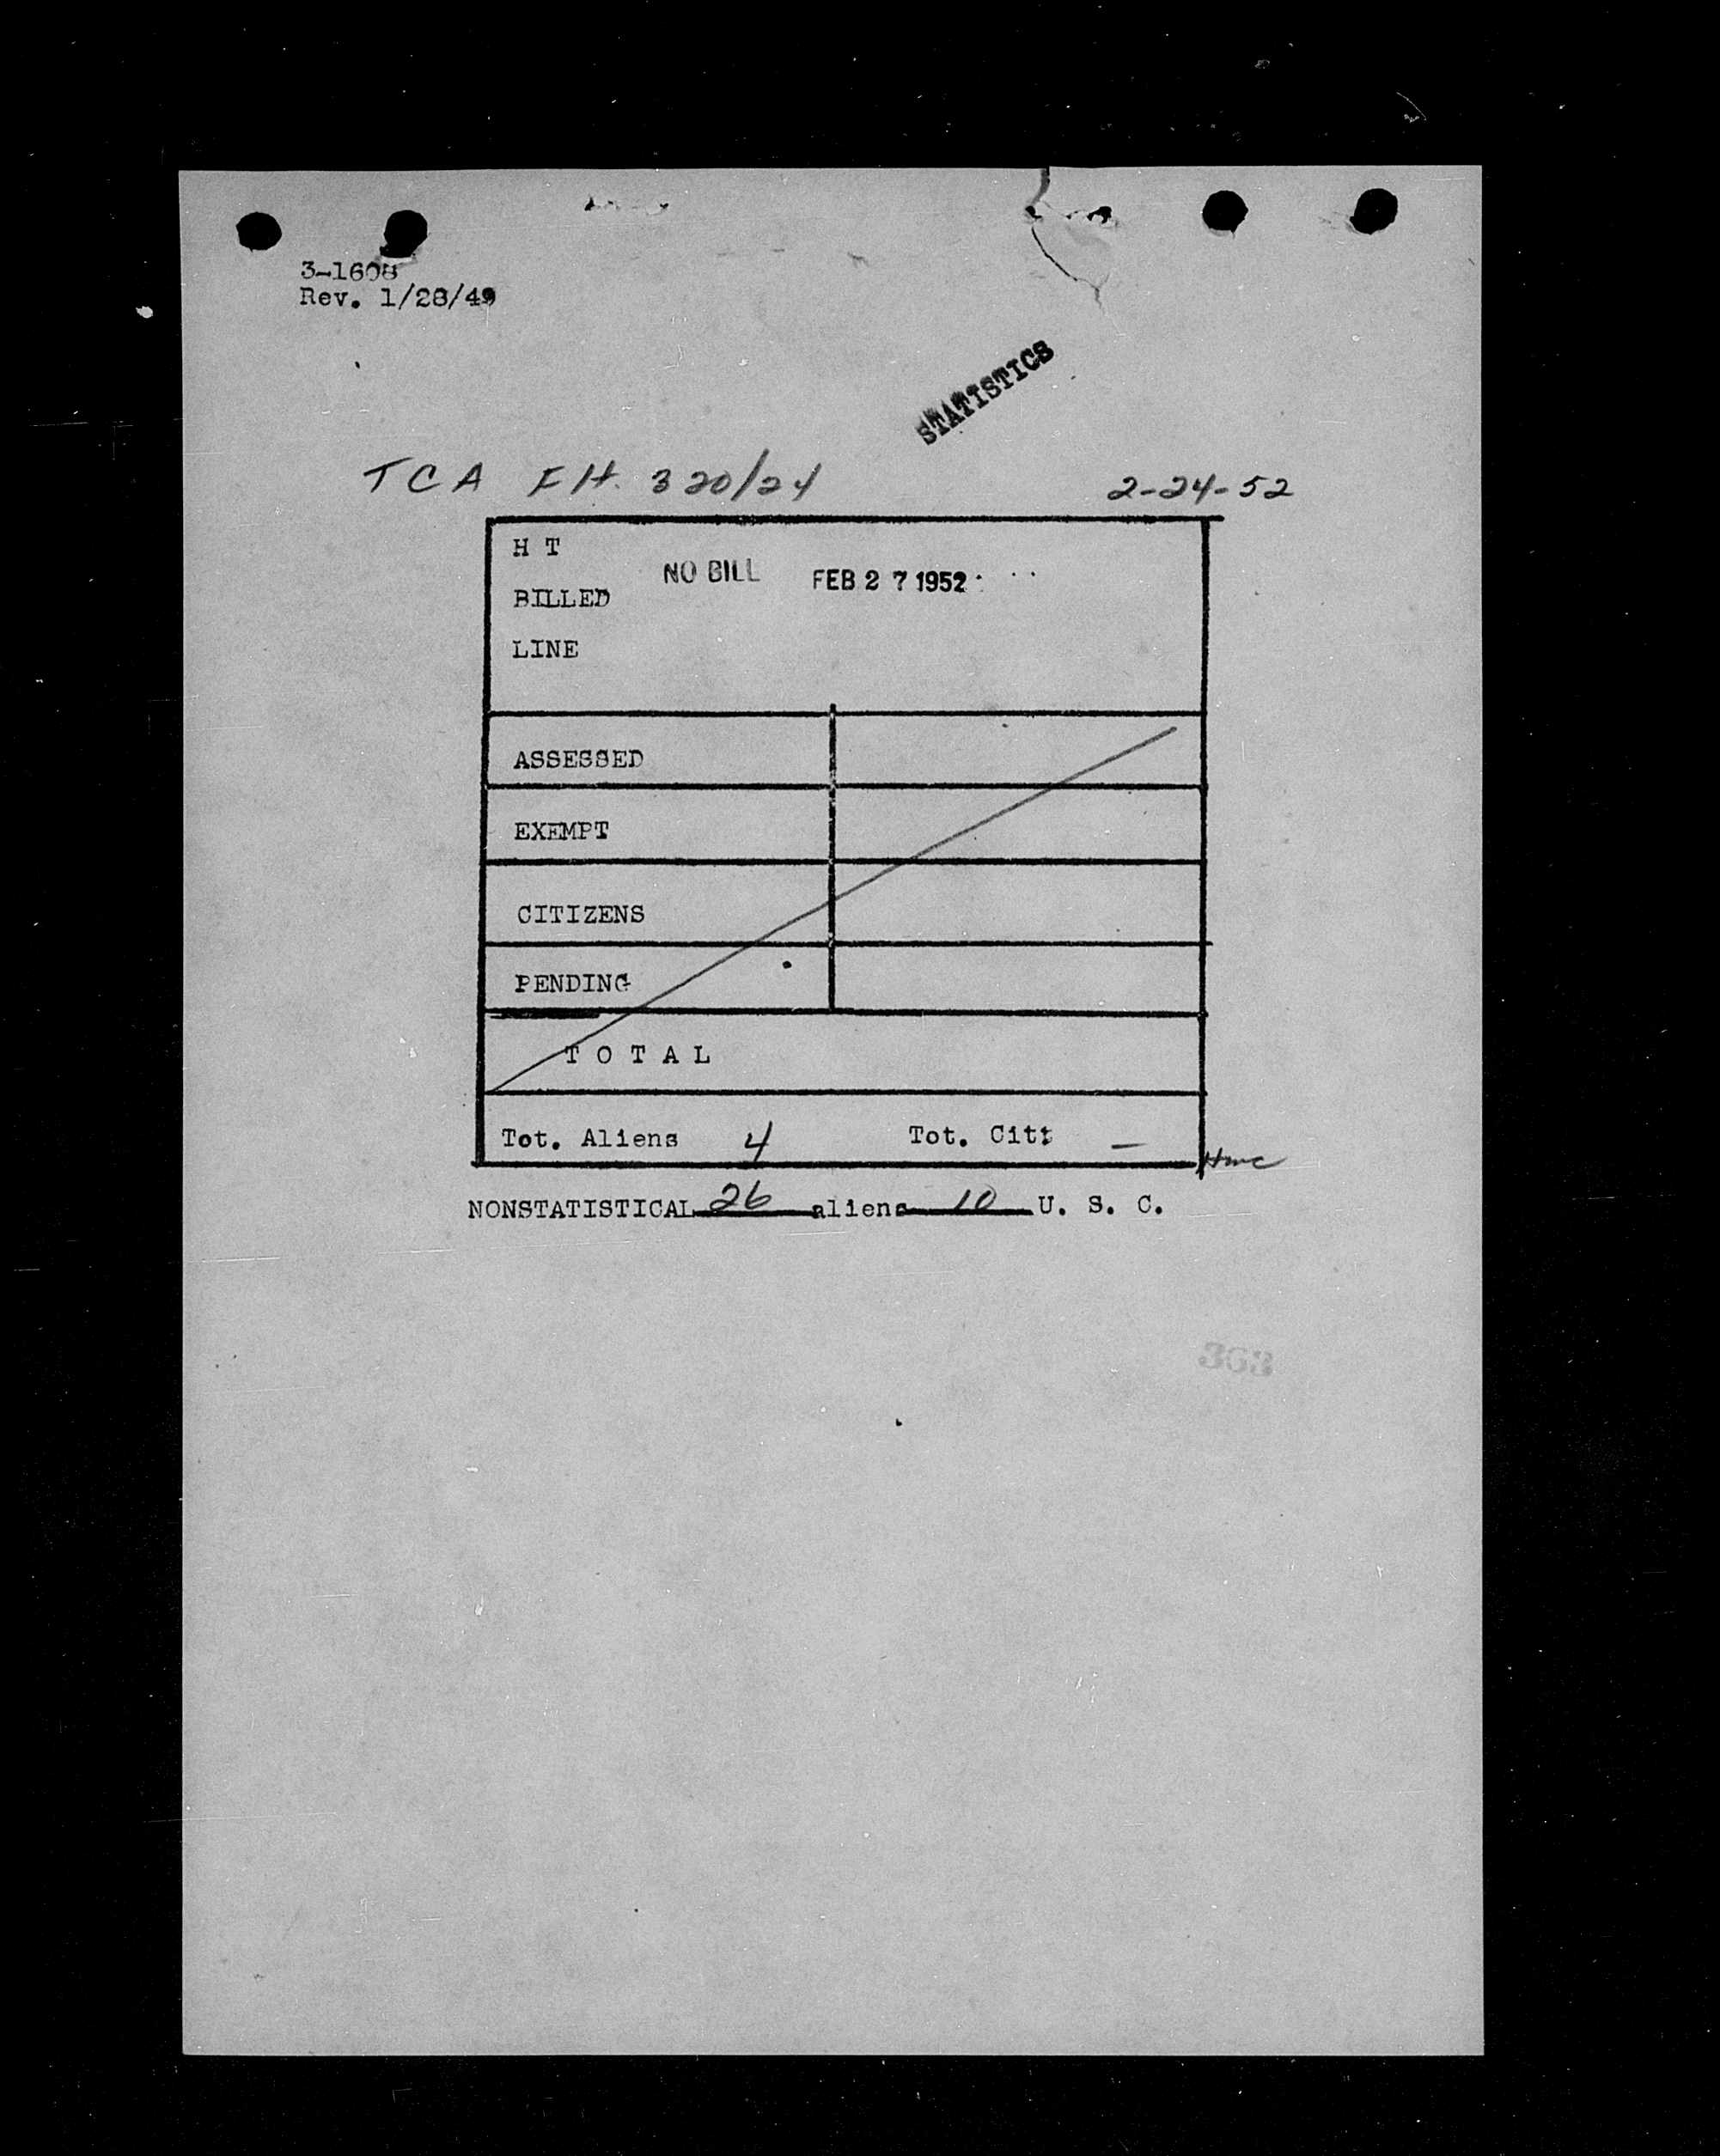 3-1608
Rev. 1/28/49
STATISTICS
TCA FH. 320/24 2-24-52
H T
NO BILL FEB 27 1952
BILLED
LINE
ASSESSED
EXEMPT
CITIZENS
PENDING
T O T A L
Tot. Aliens 4 Tot. Citz —
NONSTATISTICAL 26 aliens 10 U. S. C.
363